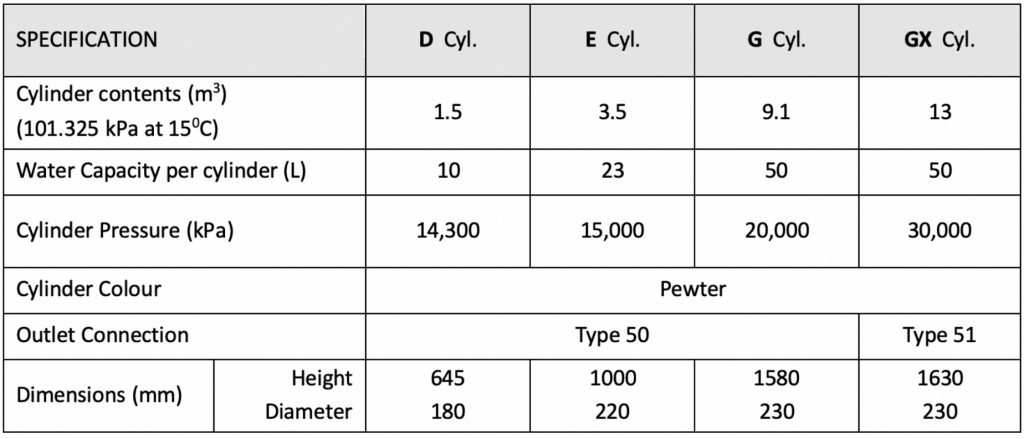 SPECIFICATION D Cyl. E Cyl. G Cyl. GX Cyl.
Cylinder contents (m³)
(101.325 kPa at 15⁰C) 1.5 3.5 9.1 13
Water Capacity per cylinder (L) 10 23 50 50
Cylinder Pressure (kPa) 14,300 15,000 20,000 30,000
Cylinder Colour Pewter
Outlet Connection Type 50 Type 51
Dimensions (mm) Height 645 1000 1580 1630
Diameter 180 220 230 230